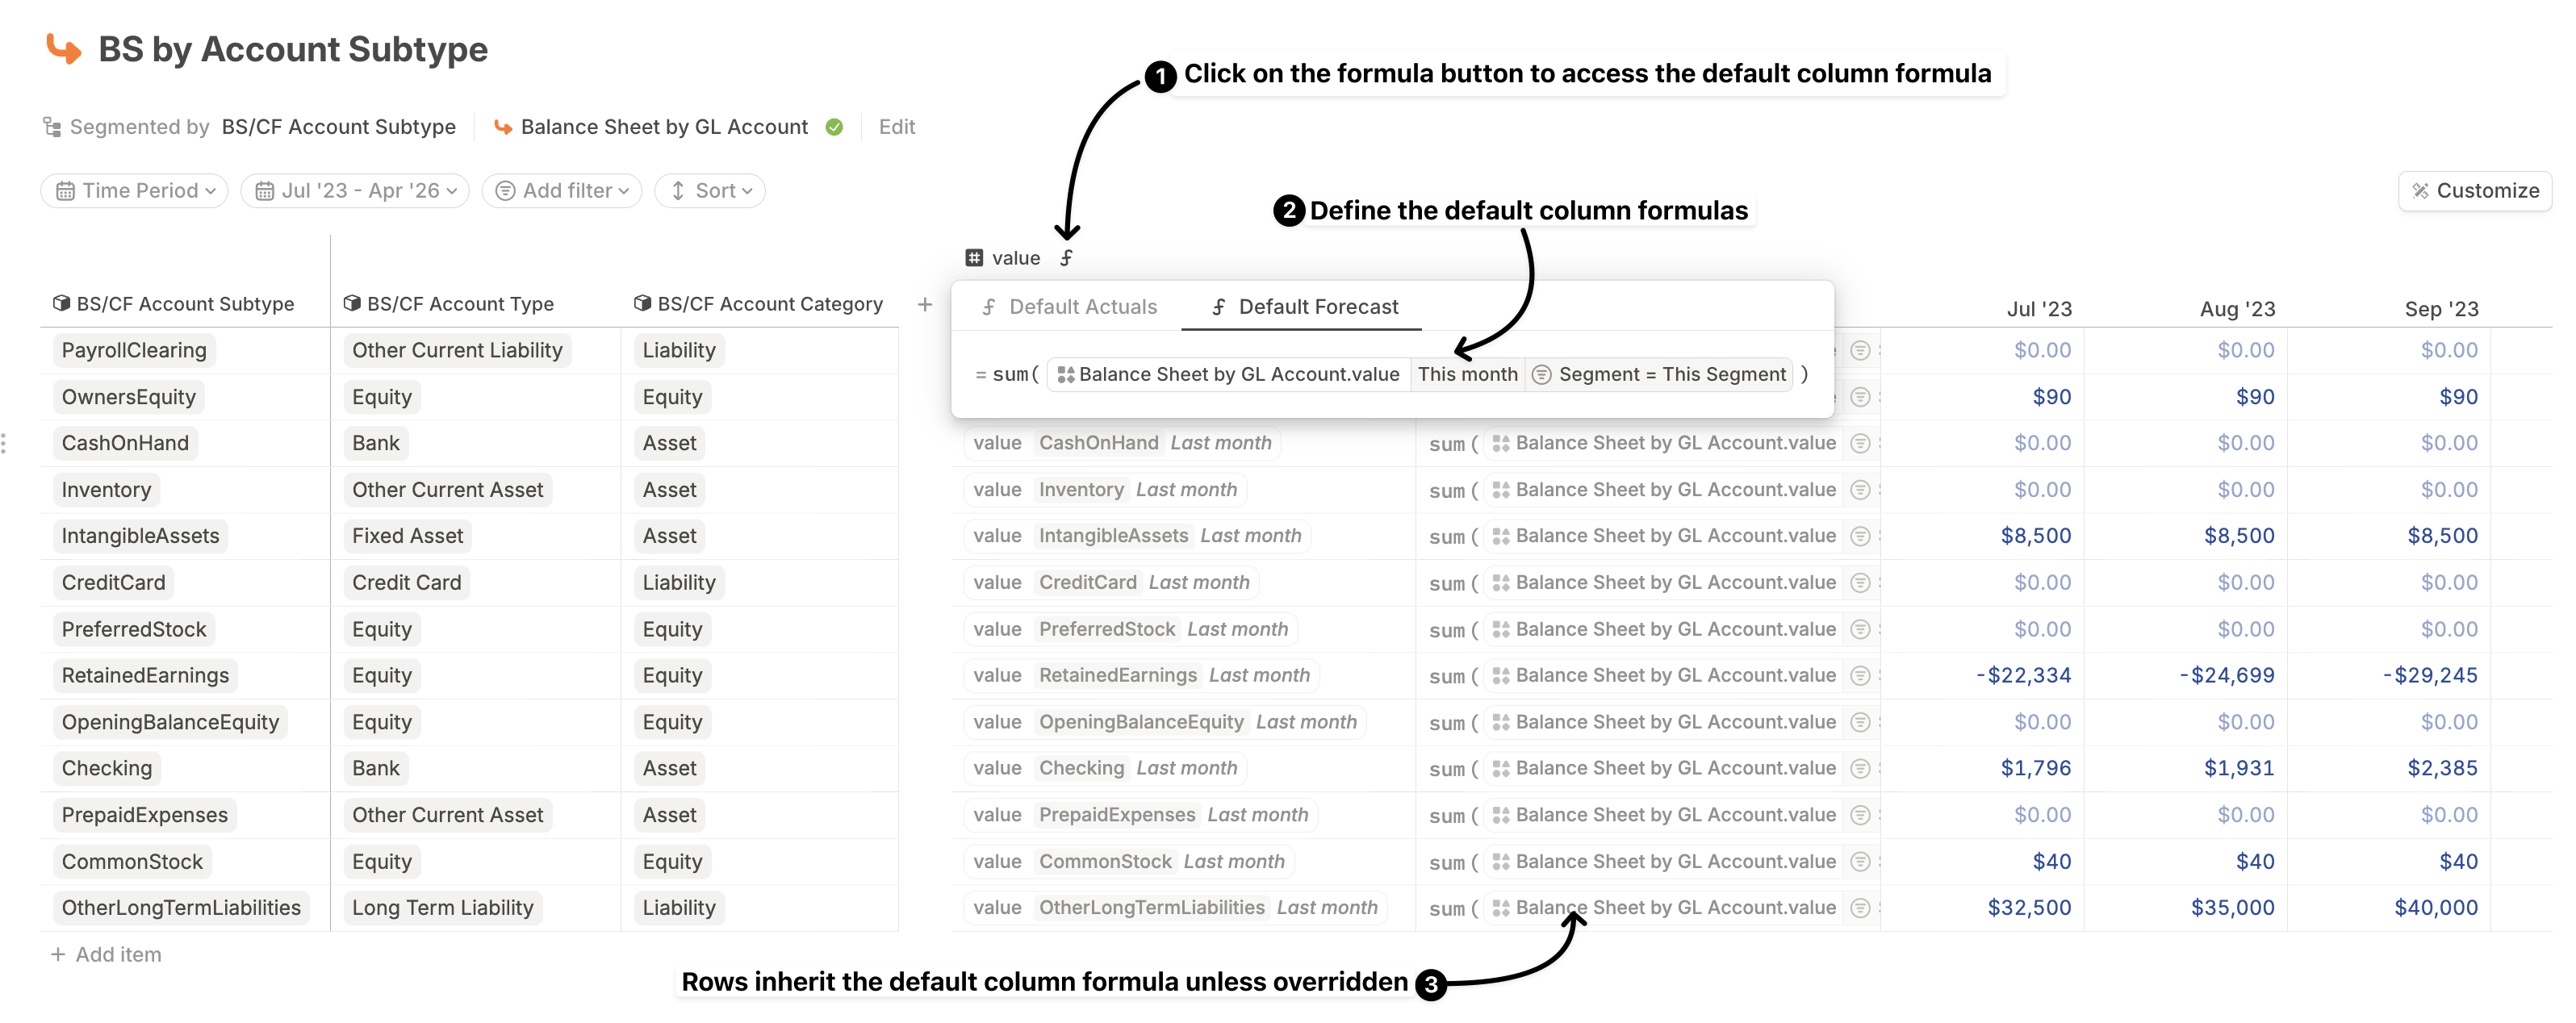 BS by Account Subtype
1 Click on the formula button to access the default column formula
Segmented by BS/CF Account Subtype Balance Sheet by GL Account Edit
Time Period Jul '23 - Apr '26 Add filter Sort
2 Define the default column formulas
Customize
# value
BS/CF Account Subtype BS/CF Account Type BS/CF Account Category + Default Actuals Default Forecast Jul '23 Aug '23 Sep '23
PayrollClearing Other Current Liability Liability $0.00 $0.00 $0.00
= sum( Balance Sheet by GL Account.value This month Segment = This Segment )
OwnersEquity Equity Equity $90 $90 $90
CashOnHand Bank Asset value CashOnHand Last month sum ( Balance Sheet by GL Account.value $0.00 $0.00 $0.00
Inventory Other Current Asset Asset value Inventory Last month sum ( Balance Sheet by GL Account.value $0.00 $0.00 $0.00
IntangibleAssets Fixed Asset Asset value IntangibleAssets Last month sum ( Balance Sheet by GL Account.value $8,500 $8,500 $8,500
CreditCard Credit Card Liability value CreditCard Last month sum ( Balance Sheet by GL Account.value $0.00 $0.00 $0.00
PreferredStock Equity Equity value PreferredStock Last month sum ( Balance Sheet by GL Account.value $0.00 $0.00 $0.00
RetainedEarnings Equity Equity value RetainedEarnings Last month sum ( Balance Sheet by GL Account.value -$22,334 -$24,699 -$29,245
OpeningBalanceEquity Equity Equity value OpeningBalanceEquity Last month sum ( Balance Sheet by GL Account.value $0.00 $0.00 $0.00
Checking Bank Asset value Checking Last month sum ( Balance Sheet by GL Account.value $1,796 $1,931 $2,385
PrepaidExpenses Other Current Asset Asset value PrepaidExpenses Last month sum ( Balance Sheet by GL Account.value $0.00 $0.00 $0.00
CommonStock Equity Equity value CommonStock Last month sum ( Balance Sheet by GL Account.value $40 $40 $40
OtherLongTermLiabilities Long Term Liability Liability value OtherLongTermLiabilities Last month sum ( Balance Sheet by GL Account.value $32,500 $35,000 $40,000
+ Add item
Rows inherit the default column formula unless overridden 3